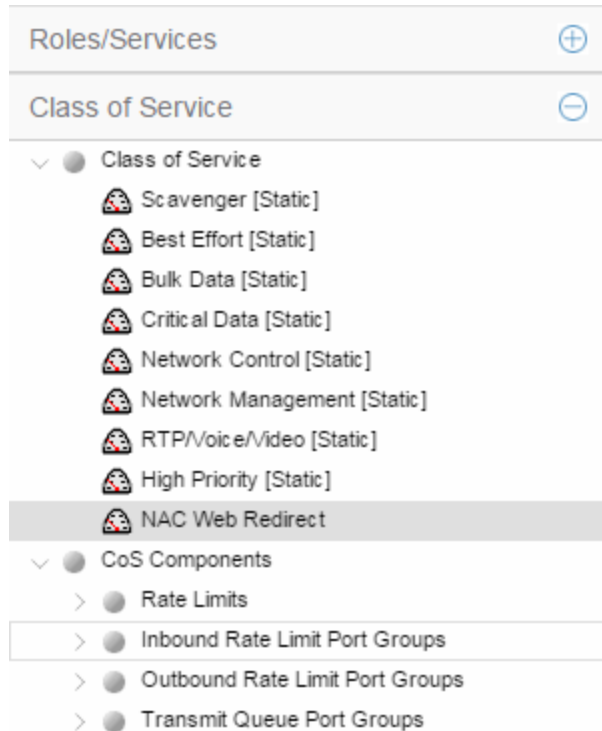 Roles/Services
Class of Service
Class of Service
Scavenger [Static]
Best Effort [Static]
Bulk Data [Static]
Critical Data [Static]
Network Control [Static]
Network Management [Static]
RTP/Voice/Video [Static]
High Priority [Static]
NAC Web Redirect
CoS Components
Rate Limits
Inbound Rate Limit Port Groups
Outbound Rate Limit Port Groups
Transmit Queue Port Groups